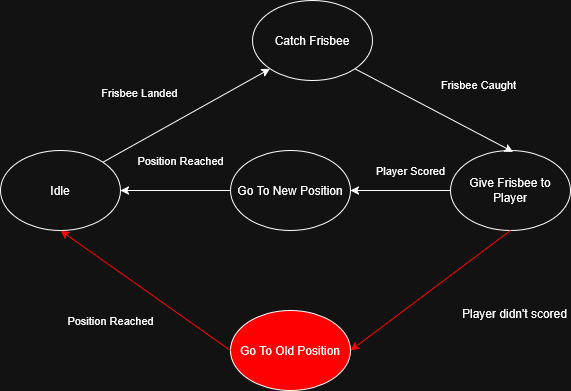 Catch Frisbee
Frisbee Landed
Frisbee Caught
Position Reached
Player Scored
Idle
Go To New Position
Give Frisbee to
Player
Position Reached
Player didn't scored
Go To Old Position